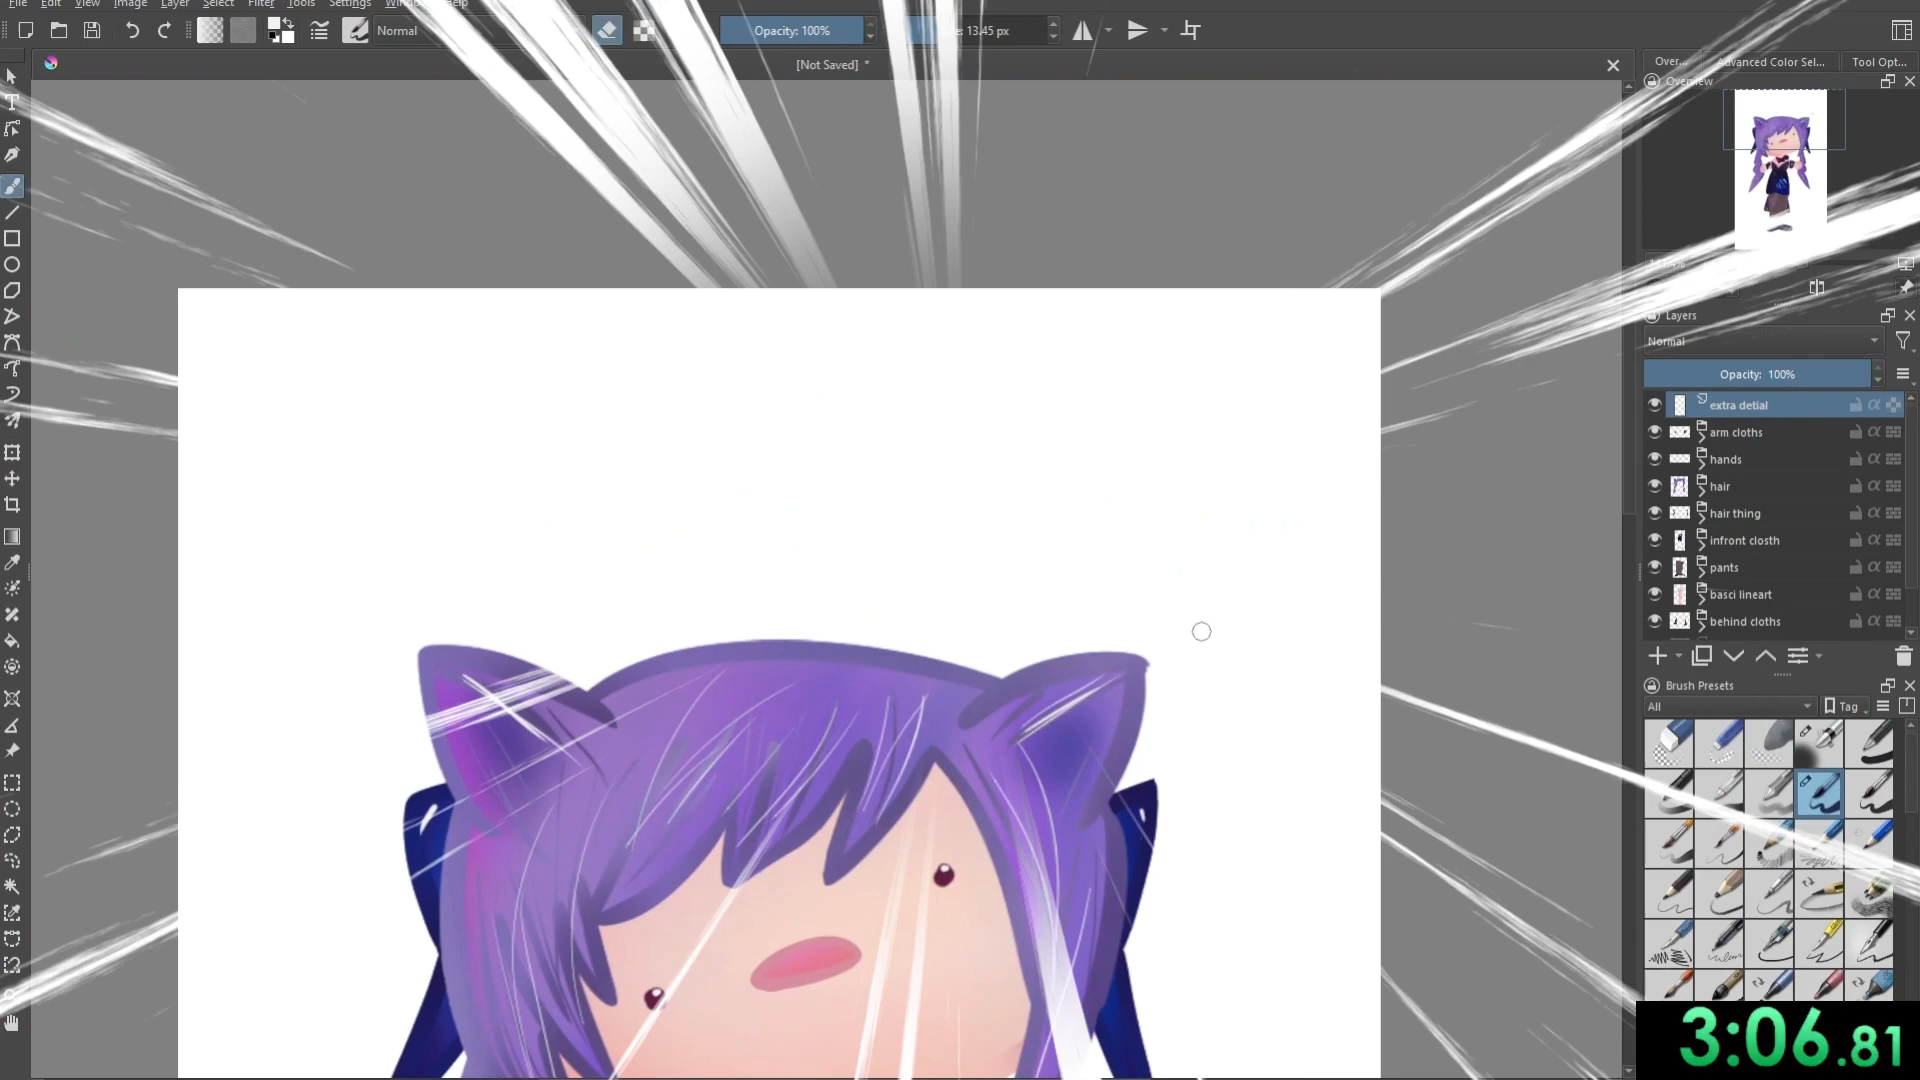 File Edit View Image Layer Select Filter Tools Settings Help
Normal
Opacity: 100%
13.45 px
[Not Saved] *
Over...
Advanced Color Sel...
Tool Opt...
Overview
Layers
Normal
Opacity: 100%
extra detial
arm cloths
hands
hair
hair thing
infront closth
pants
basci lineart
behind cloths
Brush Presets
All
Tag
3:06.81